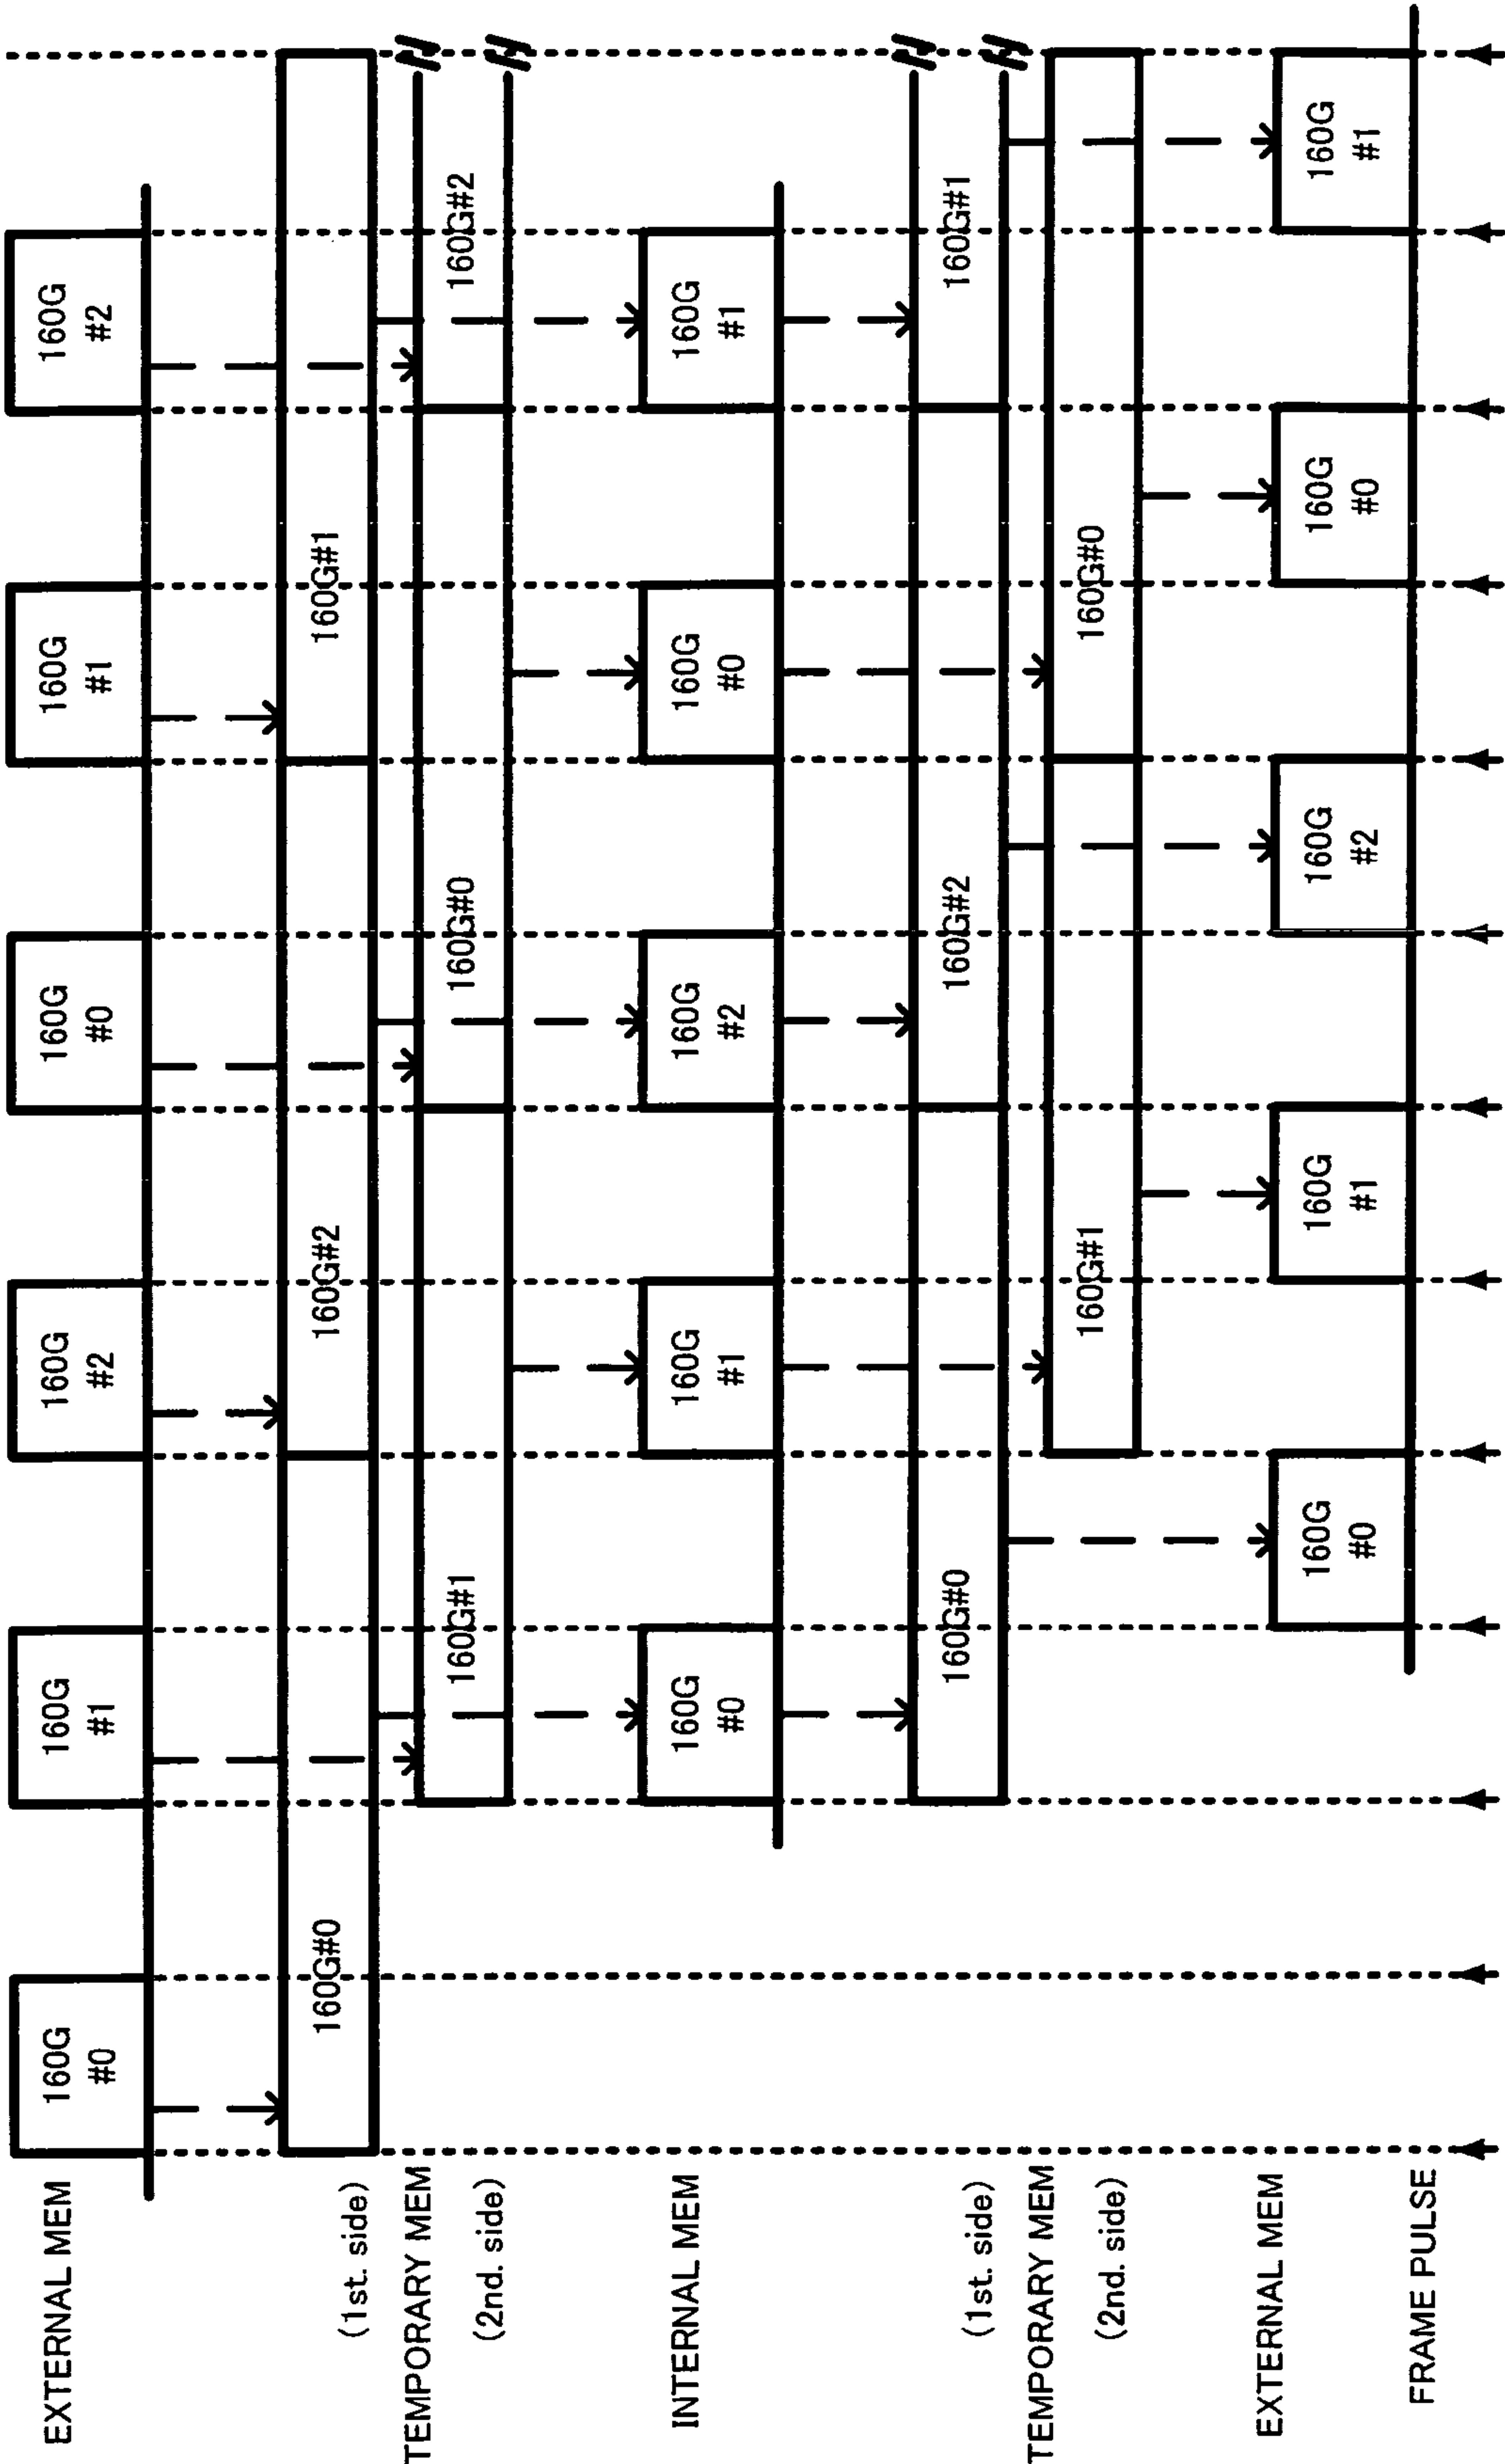 EXTERNAL MEM
160G
#0
160G
#1
160G
#2
160G
#0
160G
#1
160G
#2
(1st. side)
160G#0
160G#2
160G#1
TEMPORARY MEM
(2nd. side)
160G#1
160G#0
160G#2
INTERNAL MEM
160G
#0
160G
#1
160G
#2
160G
#0
160G
#1
(1st. side)
160G#0
160G#2
160G#1
TEMPORARY MEM
(2nd. side)
160G#1
160G#0
EXTERNAL MEM
160G
#0
160G
#1
160G
#2
160G
#0
160G
#1
FRAME PULSE